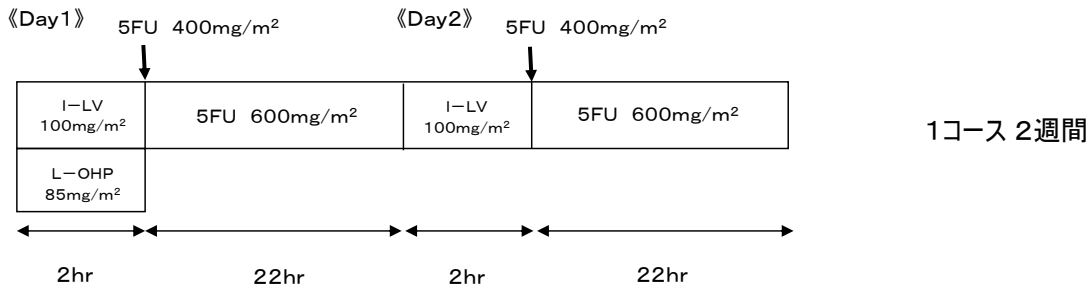 《Day1》
5FU 400mg/m²
《Day2》
5FU 400mg/m²
l-LV
100mg/m²
5FU 600mg/m²
l-LV
100mg/m²
5FU 600mg/m²
1コース 2週間
L-OHP
85mg/m²
2hr
22hr
2hr
22hr